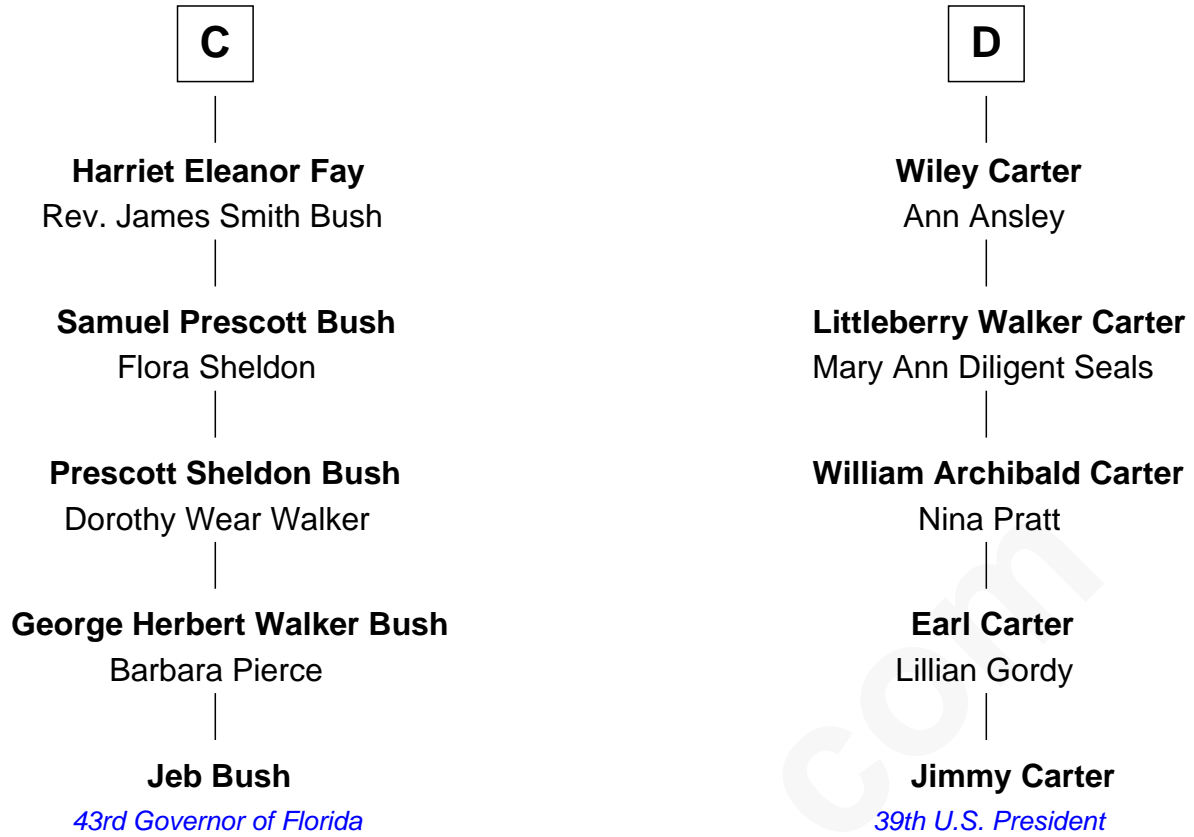 C
Harriet Eleanor Fay
Rev. James Smith Bush
Samuel Prescott Bush
Flora Sheldon
Prescott Sheldon Bush
Dorothy Wear Walker
George Herbert Walker Bush
Barbara Pierce
Jeb Bush
43rd Governor of Florida
D
Wiley Carter
Ann Ansley
Littleberry Walker Carter
Mary Ann Diligent Seals
William Archibald Carter
Nina Pratt
Earl Carter
Lillian Gordy
Jimmy Carter
39th U.S. President
com